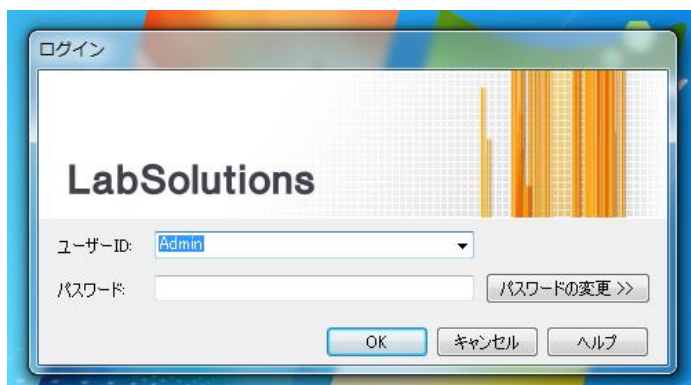 ログイン
LabSolutions
ユーザーID: Admin
パスワード:
パスワードの変更 >>
OK キャンセル ヘルプ